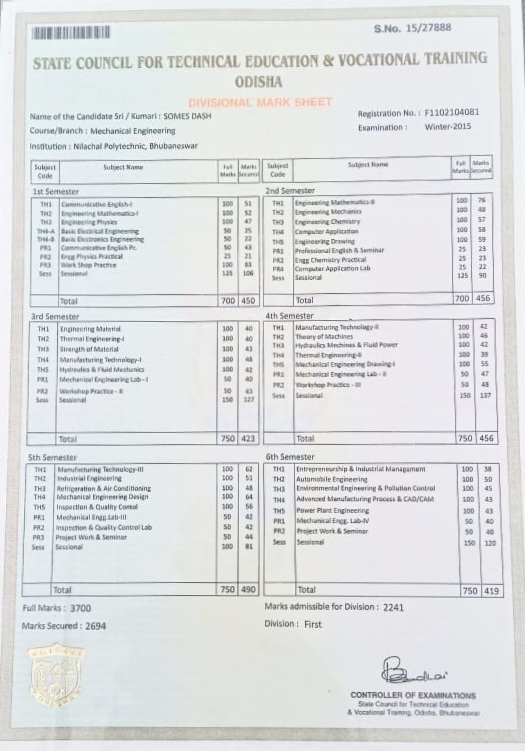 S.No. 15/27888
STATE COUNCIL FOR TECHNICAL EDUCATION & VOCATIONAL TRAINING
ODISHA
DIVISIONAL MARK SHEET
Name of the Candidate Sri / Kumari : SOMES DASH
Registration No. : F1102104081
Course/Branch : Mechanical Engineering
Examination : Winter-2015
Institution : Nilachal Polytechnic, Bhubaneswar
Subject Code Subject Name Full Marks Marks Secured Subject Code Subject Name Full Marks Marks Secured
1st Semester
TH1 Communicative English-I 100 51
TH2 Engineering Mathematics-I 100 52
TH3 Engineering Physics 100 47
TH4-A Basic Electrical Engineering 50 25
TH4-B Basic Electronics Engineering 50 22
PR1 Communicative English Pr. 50 43
PR2 Engg Physics Practical 25 21
PR3 Work Shop Practice 100 83
Sess Sessional 125 106
Total 700 450
2nd Semester
TH1 Engineering Mathematics-II 100 76
TH2 Engineering Mechanics 100 48
TH3 Engineering Chemistry 100 57
TH4 Computer Application 100 58
TH5 Engineering Drawing 100 59
PR1 Professional English & Seminar 25 23
PR2 Engg Chemistry Practical 25 23
PR4 Computer Application Lab 25 22
Sess Sessional 125 90
Total 700 456
3rd Semester
TH1 Engineering Material 100 40
TH2 Thermal Engineering-I 100 40
TH3 Strength of Material 100 43
TH4 Manufacturing Technology-I 100 48
TH5 Hydraulics & Fluid Mechanics 100 42
PR1 Mechanical Engineering Lab - I 50 40
PR2 Workshop Practice - II 50 43
Sess Sessional 150 127
Total 750 423
4th Semester
TH1 Manufacturing Technology-II 100 42
TH2 Theory of Machines 100 46
TH3 Hydraulics Mechines & Fluid Power 100 42
TH4 Thermal Engineering-II 100 39
TH5 Mechanical Engineering Drawing-I 100 55
PR1 Mechanical Engineering Lab - II 50 47
PR2 Workshop Practice - III 50 48
Sess Sessional 150 137
Total 750 456
5th Semester
TH1 Manufacturing Technology-III 100 62
TH2 Industrial Engineering 100 51
TH3 Refrigeration & Air Conditioning 100 48
TH4 Mechanical Engineering Design 100 64
TH5 Inspection & Quality Contol 100 56
PR1 Mechanical Engg.Lab-III 50 42
PR2 Inspection & Quality Control Lab 50 42
PR3 Project Work & Seminar 50 44
Sess Sessional 100 81
Total 750 490
6th Semester
TH1 Entrepreneurship & Industrial Management 100 38
TH2 Automobile Engineering 100 50
TH3 Environmental Engineering & Pollution Control 100 45
TH4 Advanced Manufacturing Process & CAD/CAM 100 43
TH5 Power Plant Engineering 100 43
PR1 Mechanical Engg. Lab-IV 50 40
PR2 Project Work & Seminar 50 40
Sess Sessional 150 120
Total 750 419
Full Marks : 3700
Marks admissible for Division : 2241
Marks Secured : 2694
Division : First
CONTROLLER OF EXAMINATIONS
State Council for Technical Education
& Vocational Training, Odisha, Bhubaneswar